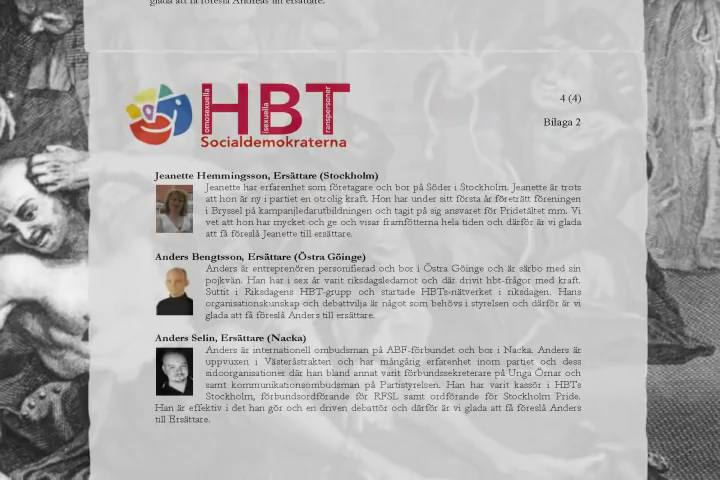 glada att få föreslå Andreas till ersättare.
HBT
omosexuella
isexuella
ranspersoner
Socialdemokraterna
4 (4)
Bilaga 2
Jeanette Hemmingsson, Ersättare (Stockholm)
Jeanette har erfarenhet som företagare och bor på Söder i Stockholm. Jeanette är trots
att hon är ny i partiet en otrolig kraft. Hon har under sitt första år företrätt föreningen
i Bryssel på kampanjledarutbildningen och tagit på sig ansvaret för Pridetältet mm. Vi
vet att hon har mycket och ge och visar framfötterna hela tiden och därför är vi glada
att få föreslå Jeanette till ersättare.
Anders Bengtsson, Ersättare (Östra Göinge)
Anders är entreprenören personifierad och bor i Östra Göinge och är särbo med sin
pojkvän. Han har i sex år varit riksdagsledamot och där drivit hbt-frågor med kraft.
Suttit i Riksdagens HBT-grupp och startade HBTs-nätverket i riksdagen. Hans
organisationskunskap och debattvilja är något som behövs i styrelsen och därför är vi
glada att få föreslå Anders till ersättare.
Anders Selin, Ersättare (Nacka)
Anders är internationell ombudsman på ABF-förbundet och bor i Nacka. Anders är
uppvuxen i Västeråstrakten och har mångårig erfarenhet inom partiet och dess
sidoorganisationer där han bland annat varit förbundssekreterare på Unga Örnar och
samt kommunikationsombudsman på Partistyrelsen. Han har varit kassör i HBTs
Stockholm, förbundsordförande för RFSL samt ordförande för Stockholm Pride.
Han är effektiv i det han gör och en driven debattör och därför är vi glada att få föreslå Anders
till Ersättare.